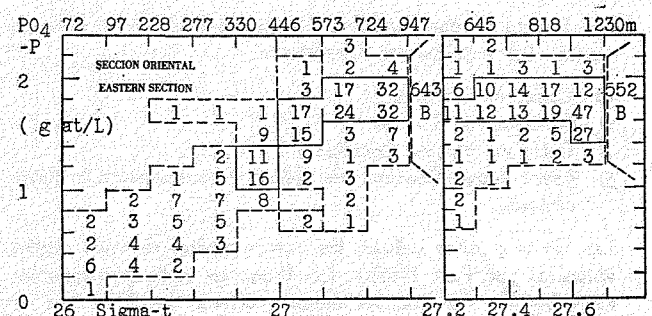 PO4 72 97 228 277 330 446 573 724 947 645 818 1230m
-P 3 1 2
SECCION ORIENTAL 1 2 4 1 1 3 1 3
2 EASTERN SECTION 3 17 32 643 6 10 14 17 12 552
1 1 1 17 24 32 B 11 12 13 19 47 B
( g at/L) 9 15 3 7 2 1 2 5 27
2 11 9 1 3 1 1 1 2 3
1 1 5 16 2 3 2
2 7 7 8 2 2
2 3 5 5 2 1 1
2 4 4 3
6 4 2
1
0 26 Sigma-t 27 27.2 27.4 27.6